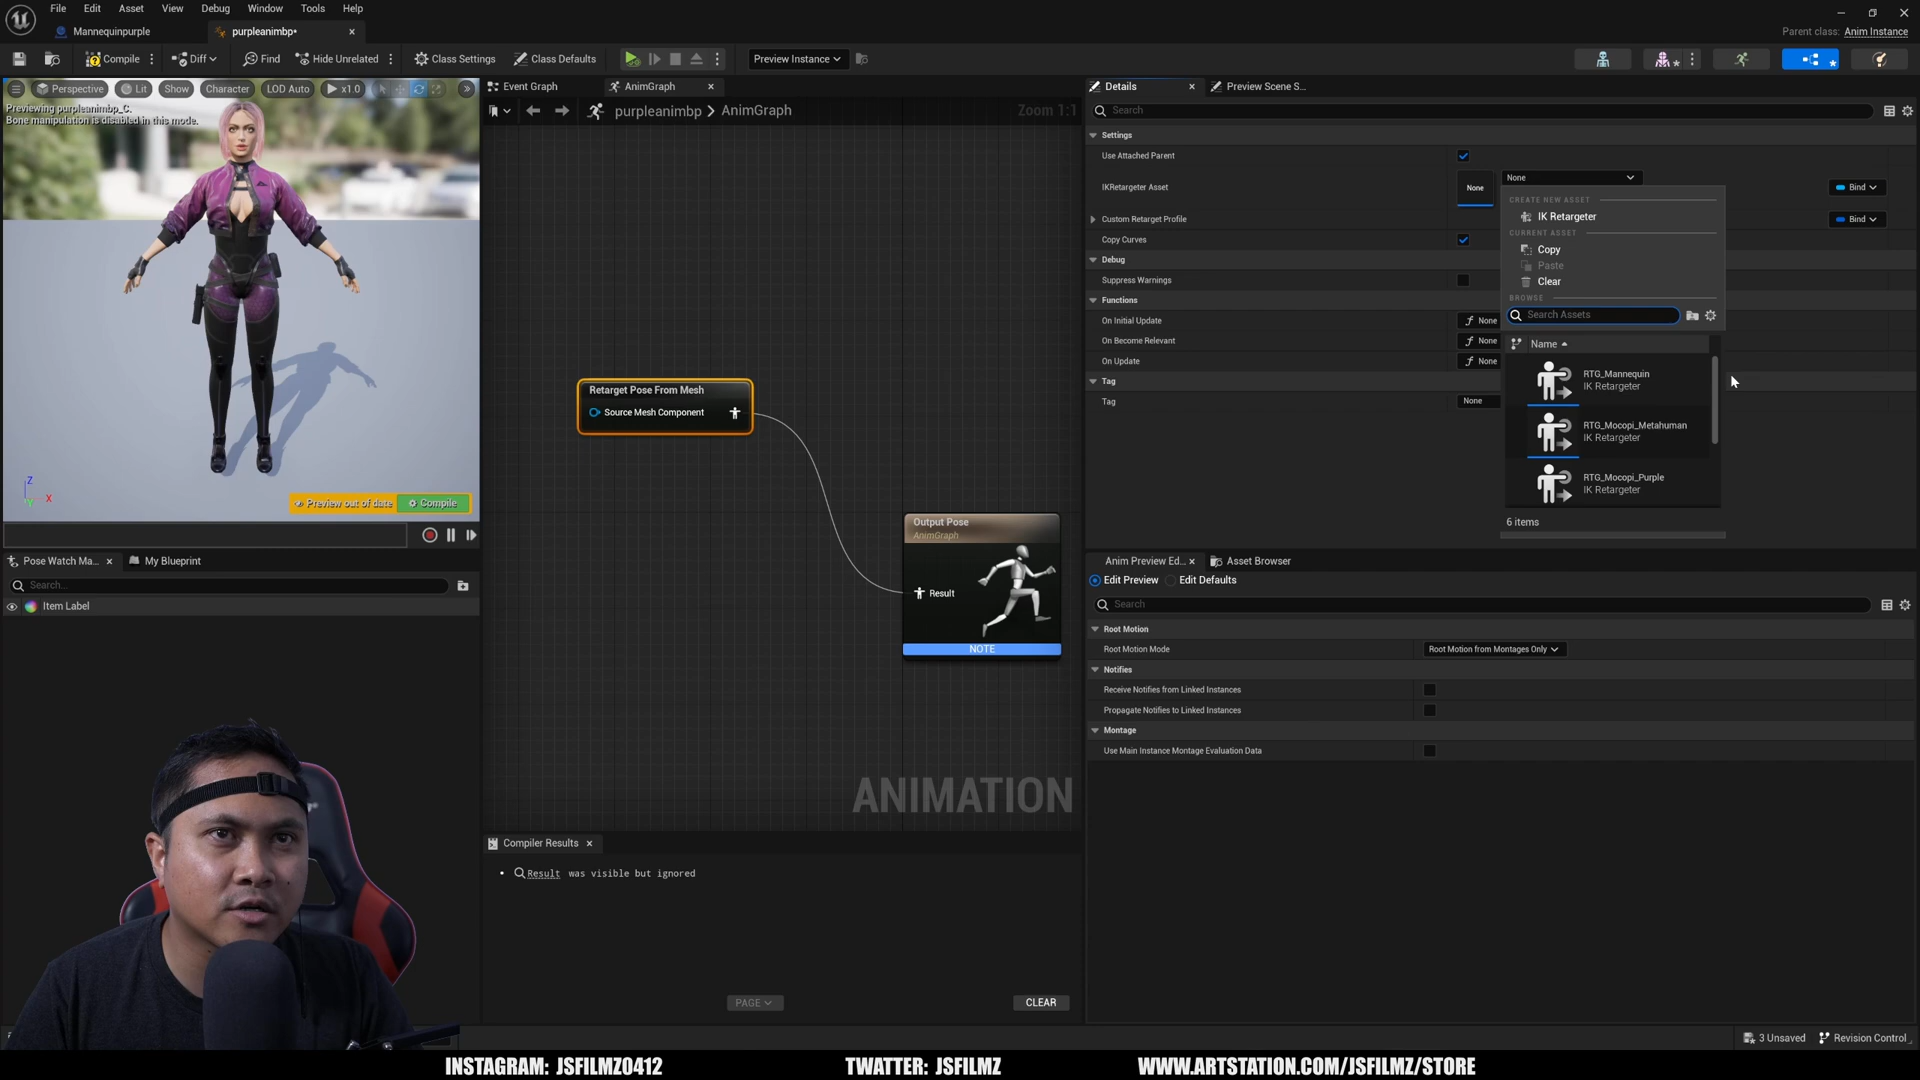 File Edit Asset View Debug Window Tools Help
Mannequinpurple
purpleanimbp*
Parent class: Anim Instance
Compile
Diff
Find
Hide Unrelated
Class Settings
Class Defaults
Preview Instance
Perspective
Lit
Show
Character
LOD Auto
x1.0
Previewing purpleanimbp_C.
Bone manipulation is disabled in this mode.
Z
X
Preview out of date
Compile
Pose Watch Ma...
My Blueprint
Search...
Item Label
Event Graph
AnimGraph
purpleanimbp > AnimGraph
Zoom 1:1
Retarget Pose From Mesh
Source Mesh Component
Output Pose
AnimGraph
Result
NOTE
ANIMATION
Compiler Results
Result was visible but ignored
PAGE
CLEAR
Details
Preview Scene S...
Search
Settings
Use Attached Parent
IKRetargeter Asset
None
None
Bind
Custom Retarget Profile
Bind
Copy Curves
Debug
Suppress Warnings
Functions
On Initial Update
None
On Become Relevant
None
On Update
None
Tag
Tag
None
CREATE NEW ASSET
IK Retargeter
CURRENT ASSET
Copy
Paste
Clear
BROWSE
Search Assets
Name
RTG_Mannequin
IK Retargeter
RTG_Mocopi_Metahuman
IK Retargeter
RTG_Mocopi_Purple
IK Retargeter
6 items
Anim Preview Ed...
Asset Browser
Edit Preview
Edit Defaults
Search
Root Motion
Root Motion Mode
Root Motion from Montages Only
Notifies
Receive Notifies from Linked Instances
Propagate Notifies to Linked Instances
Montage
Use Main Instance Montage Evaluation Data
3 Unsaved
Revision Control
INSTAGRAM: JSFILMZ0412
TWATTER: JSFILMZ
WWW.ARTSTATION.COM/JSFILMZ/STORE